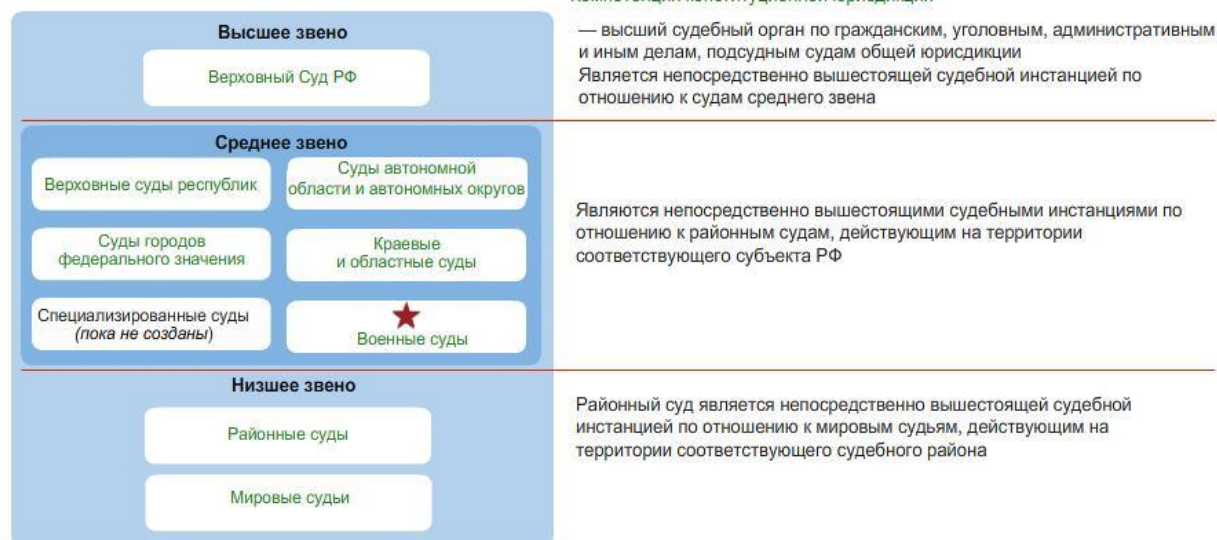 Высшее звено
Верховный Суд РФ
— высший судебный орган по гражданским, уголовным, административным
и иным делам, подсудным судам общей юрисдикции
Является непосредственно вышестоящей судебной инстанцией по
отношению к судам среднего звена
Среднее звено
Верховные суды республик
Суды автономной
области и автономных округов
Суды городов
федерального значения
Краевые
и областные суды
Специализированные суды
(пока не созданы)
Военные суды
Являются непосредственно вышестоящими судебными инстанциями по
отношению к районным судам, действующим на территории
соответствующего субъекта РФ
Низшее звено
Районные суды
Мировые судьи
Районный суд является непосредственно вышестоящей судебной
инстанцией по отношению к мировым судьям, действующим на
территории соответствующего судебного района